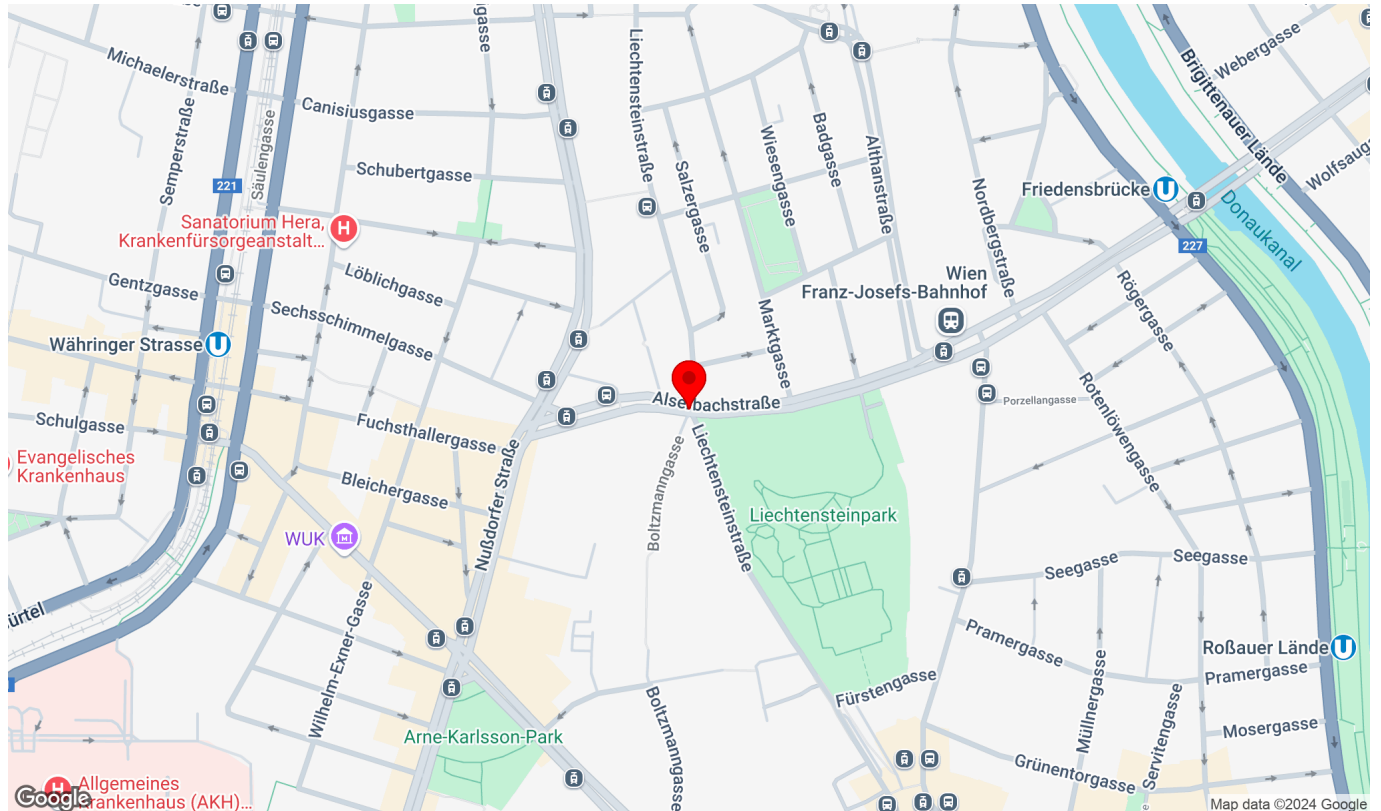 Michaelerstraße
Canisiusgasse
Liechtensteinstraße
Brigittenauer Lände
Webergasse
Semperstraße
Säulengasse
Schubertgasse
Salzergasse
Wiesengasse
Badgasse
Althanstraße
Nordbergstraße
Friedensbrücke
Donaukanal
221
227
Sanatorium Hera,
Krankenfürsorgeanstalt...
Gentzgasse
Löblichgasse
Sechsschimmelgasse
Marktgasse
Wien
Franz-Josefs-Bahnhof
Rögergasse
Währinger Strasse
Alserbachstraße
Porzellangasse
Rotenlöwengasse
Schulgasse
Fuchsthallergasse
Evangelisches
Krankenhaus
Bleichergasse
Nußdorfer Straße
Boltzmanngasse
Liechtensteinstraße
Liechtensteinpark
WUK
Seegasse
Seegasse
Wilhelm-Exner-Gasse
Pramergasse
Roßauer Lände
Pramergasse
Fürstengasse
Müllnergasse
Servitengasse
Mosergasse
Boltzmanngasse
Arne-Karlsson-Park
Grünentorgasse
Allgemeines
Krankenhaus (AKH)...
Google
Map data ©2024 Google